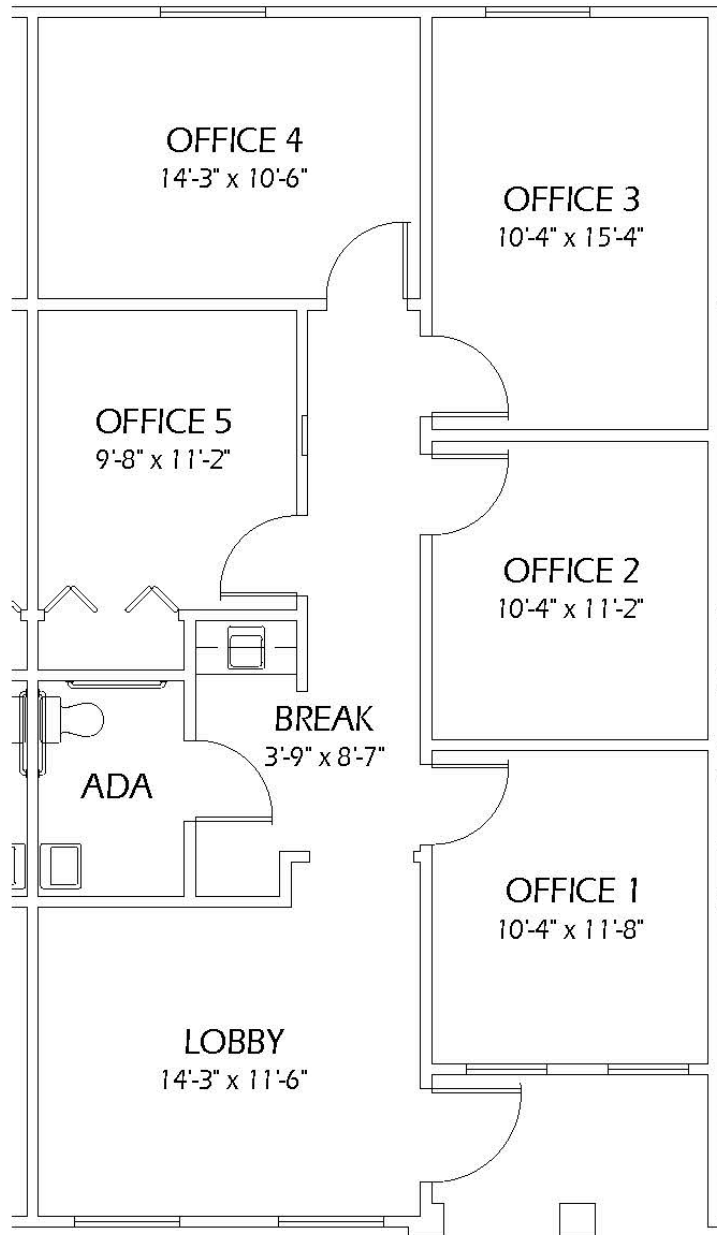 OFFICE 4
14'-3" x 10'-6"
OFFICE 3
10'-4" x 15'-4"
OFFICE 5
9'-8" x 11'-2"
OFFICE 2
10'-4" x 11'-2"
BREAK
3'-9" x 8'-7"
ADA
OFFICE 1
10'-4" x 11'-8"
LOBBY
14'-3" x 11'-6"